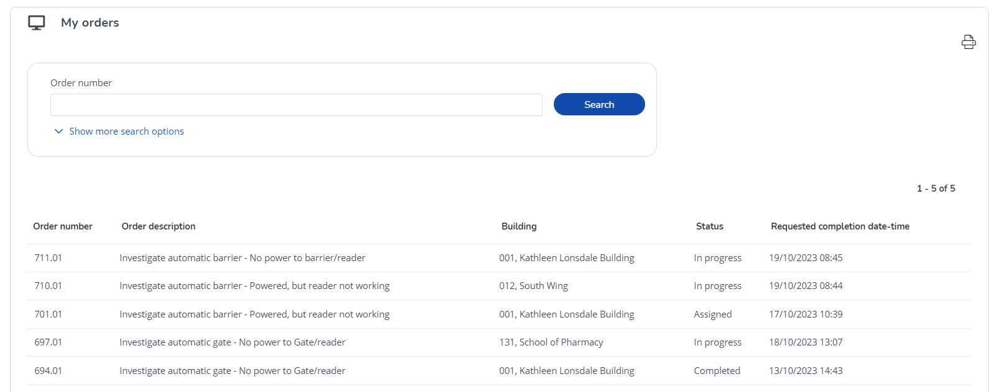 My orders
Order number
Search
Show more search options
1 - 5 of 5
Order number Order description Building Status Requested completion date-time
711.01 Investigate automatic barrier - No power to barrier/reader 001, Kathleen Lonsdale Building In progress 19/10/2023 08:45
710.01 Investigate automatic barrier - Powered, but reader not working 012, South Wing In progress 19/10/2023 08:44
701.01 Investigate automatic barrier - Powered, but reader not working 001, Kathleen Lonsdale Building Assigned 17/10/2023 10:39
697.01 Investigate automatic gate - No power to Gate/reader 131, School of Pharmacy In progress 18/10/2023 13:07
694.01 Investigate automatic gate - No power to Gate/reader 001, Kathleen Lonsdale Building Completed 13/10/2023 14:43